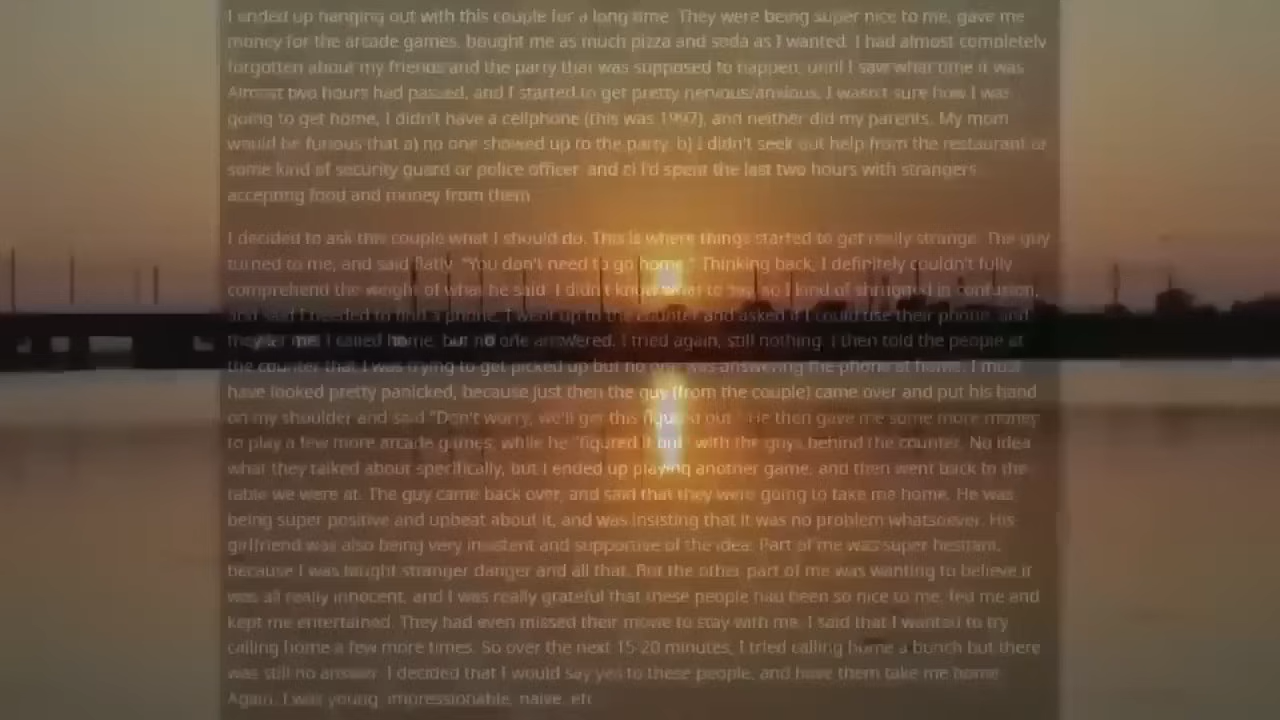 I ended up hanging out with this couple for a long time. They were being super nice to me, gave me
money for the arcade games, bought me as much pizza and soda as I wanted. I had almost completely
forgotten about my friends and the party that was supposed to happen, until I saw what time it was.
Almost two hours had passed, and I started to get pretty nervous/anxious. I wasn't sure how I was
going to get home, I didn't have a cellphone (this was 1997), and neither did my parents. My mom
would be furious that a) no one showed up to the party, b) I didn't seek out help from the restaurant or
some kind of security guard or police officer, and c) I'd spent the last two hours with strangers
accepting food and money from them.
I decided to ask this couple what I should do. This is where things started to get really strange. The guy
turned to me, and said flatly, "You don't need to go home." Thinking back, I definitely couldn't fully
comprehend the weight of what he said. I didn't know what to say, so I kind of shrugged in confusion,
and said I needed to find a phone. I went up to the counter and asked if I could use their phone, and
they let me. I called home, but no one answered. I tried again, still nothing. I then told the people at
the counter that I was trying to get picked up but no one was answering the phone at home. I must
have looked pretty panicked, because just then the guy (from the couple) came over and put his hand
on my shoulder and said "Don't worry, we'll get this figured out." He then gave me some more money
to play a few more arcade games, while he "figured it out" with the guys behind the counter. No idea
what they talked about specifically, but I ended up playing another game, and then went back to the
table we were at. The guy came back over, and said that they were going to take me home. He was
being super positive and upbeat about it, and was insisting that it was no problem whatsoever. His
girlfriend was also being very insistent and supportive of the idea. Part of me was super hesitant,
because I was taught stranger danger and all that. But the other part of me was wanting to believe it
was all really innocent, and I was really grateful that these people had been so nice to me, fed me and
kept me entertained. They had even missed their movie to stay with me. I said that I wanted to try
calling home a few more times. So over the next 15-20 minutes, I tried calling home a bunch but there
was still no answer. I decided that I would say yes to these people, and have them take me home.
Again, I was young, impressionable, naive, etc.